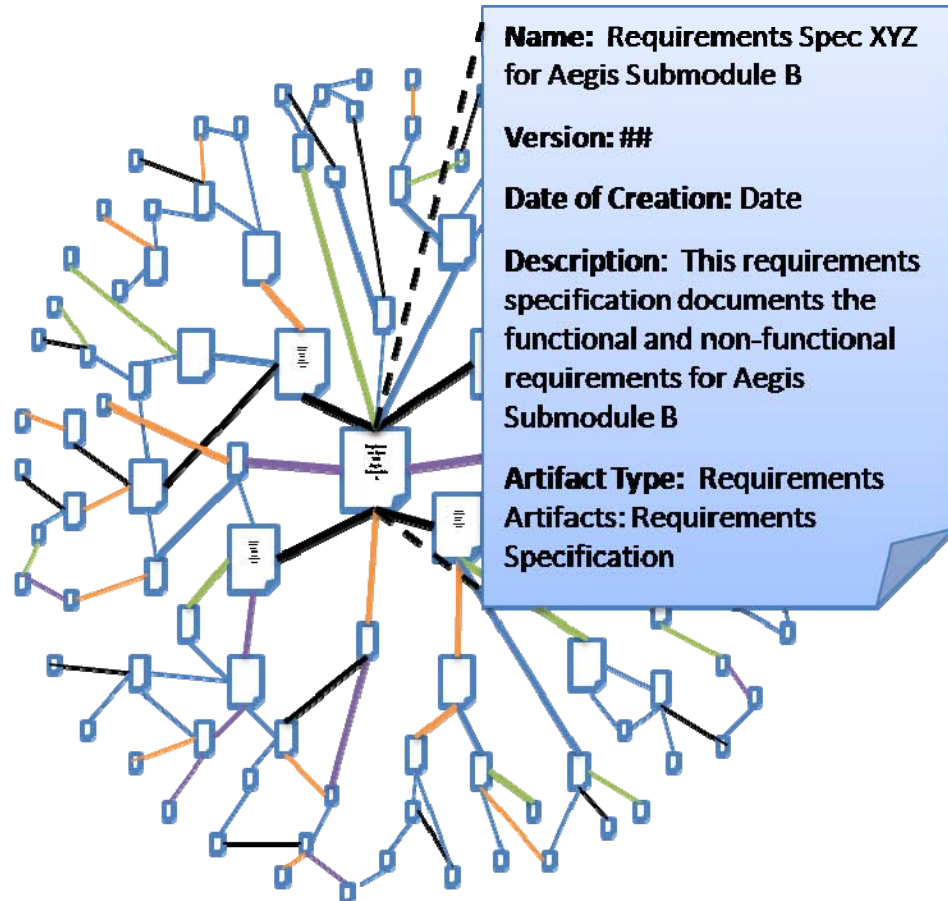 Name: Requirements Spec XYZ
for Aegis Submodule B
Version: ##
Date of Creation: Date
Description: This requirements
specification documents the
functional and non-functional
requirements for Aegis
Submodule B
Artifact Type: Requirements
Artifacts: Requirements
Specification